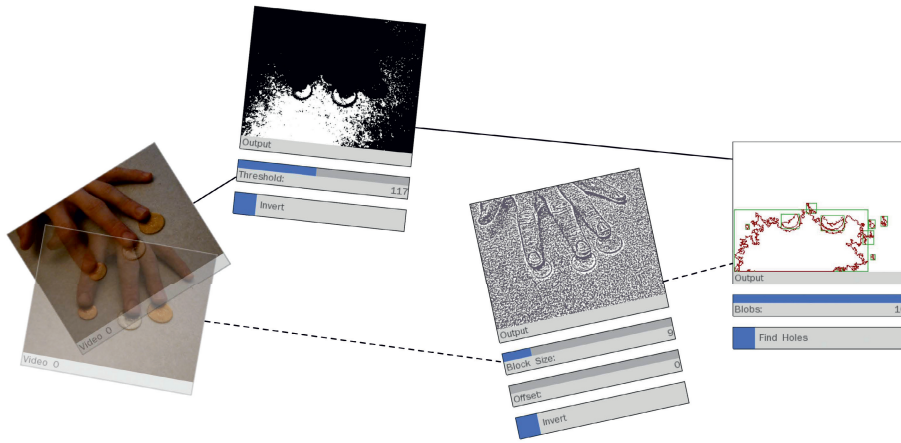 Output
Threshold:
117
Invert
Video 0
Video 0
Output
Block Size:
9
Offset:
0
Invert
Output
Blobs:
Find Holes